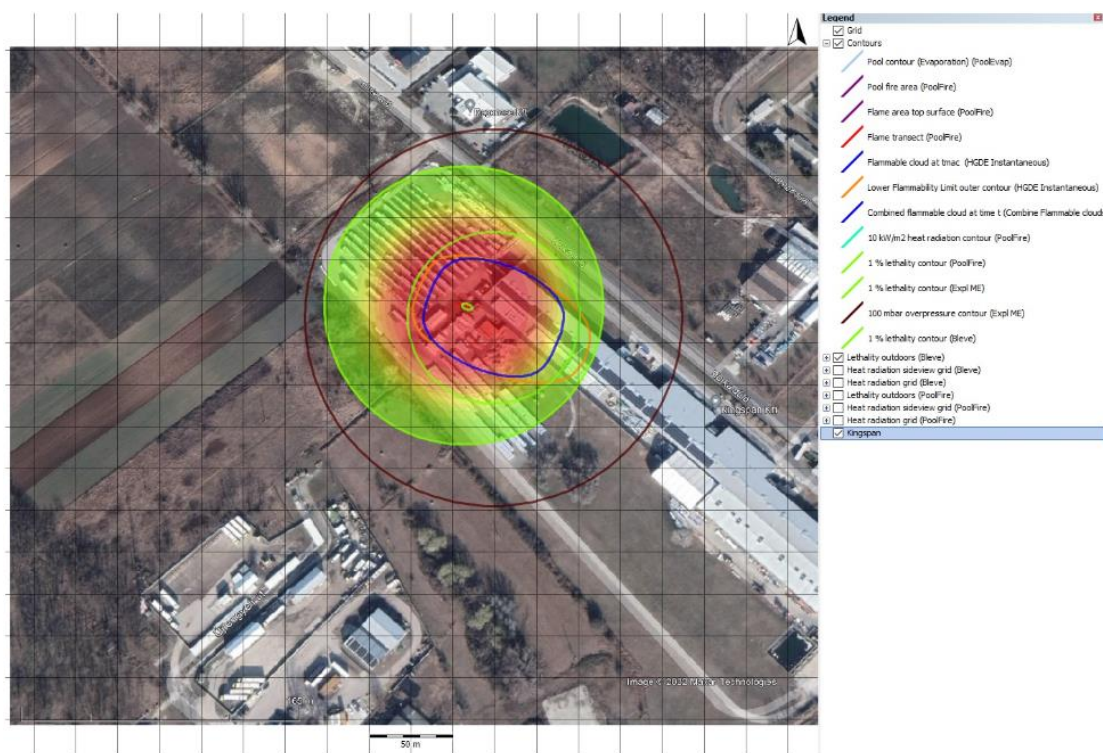 Legend
Grid
Contours
Pool contour (Evaporation) (PoolEvap)
Pool fire area (PoolFire)
Flame area top surface (PoolFire)
Flame transect (PoolFire)
Flammable cloud at tmac (HGDE Instantaneous)
Lower Flammability Limit outer contour (HGDE Instantaneous)
Combined flammable cloud at time t (Combine Flammable clouds
10 kW/m2 heat radiation contour (PoolFire)
1 % lethality contour (PoolFire)
1 % lethality contour (Expl ME)
100 mbar overpressure contour (Expl ME)
1 % lethality contour (Bleve)
Lethality outdoors (Bleve)
Heat radiation sideview grid (Bleve)
Heat radiation grid (Bleve)
Lethality outdoors (PoolFire)
Heat radiation sideview grid (PoolFire)
Heat radiation grid (PoolFire)
Kingspan
Kingspan Kft
Image © 2022 Maxar Technologies
50 m